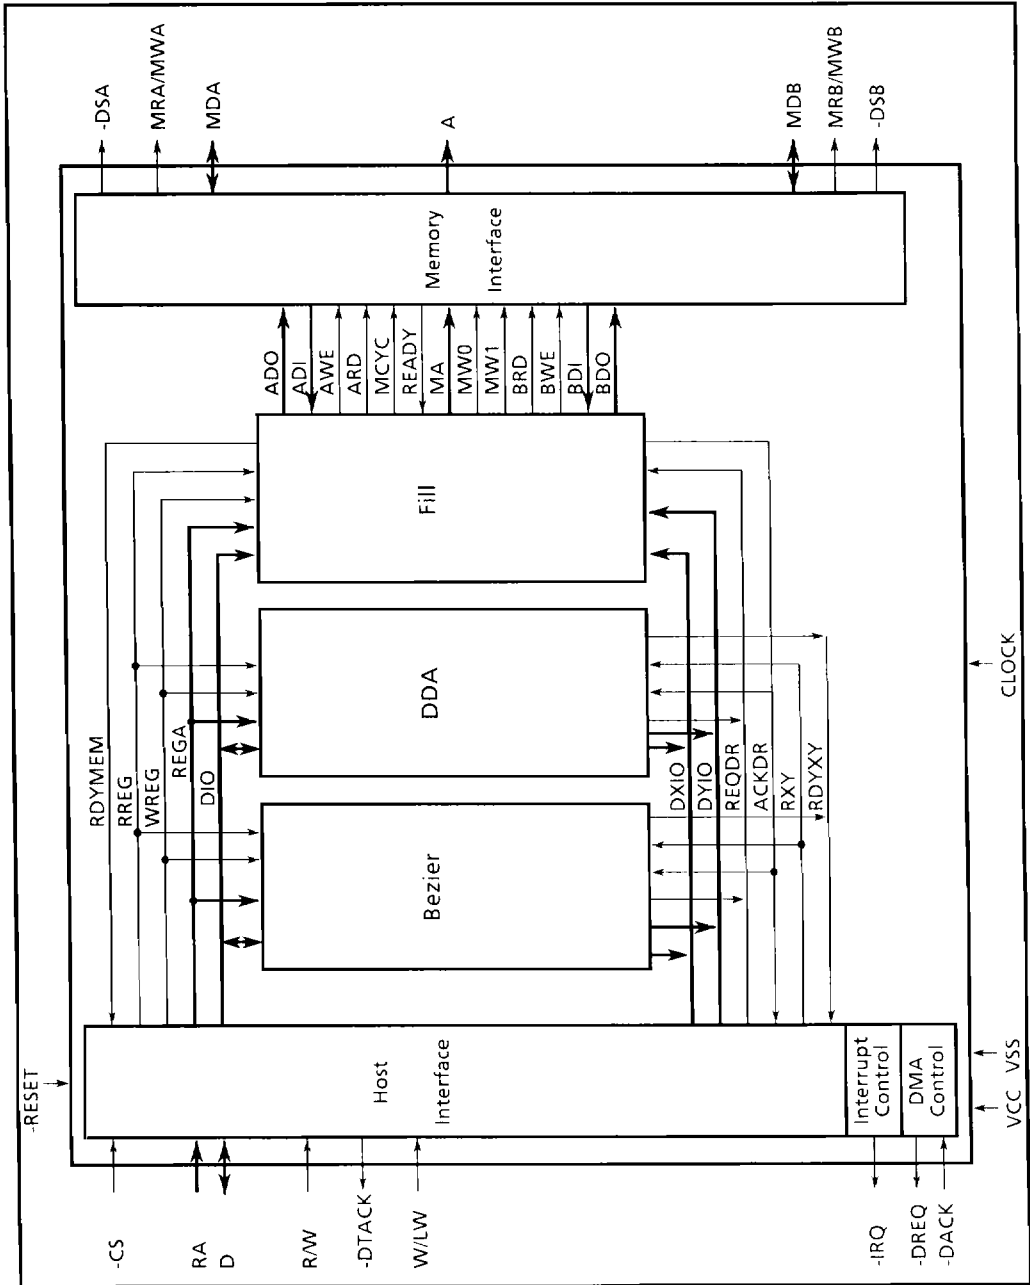 -RESET
-CS
RA
D
R/W
-DTACK
W/LW
-IRQ
-DREQ
-DACK
Host
Interface
Interrupt
Control
DMA
Control
VCC
VSS
RDYMEM
RREG
WREG
REGA
DIO
Bezier
DDA
Fill
DXIO
DYIO
REQDR
ACKDR
RXY
RDYXY
CLOCK
ADO
ADI
AWE
ARD
MCYC
READY
MA
MW0
MW1
BRD
BWE
BDI
BDO
Memory
Interface
-DSA
MRA/MWA
MDA
A
MDB
MRB/MWB
-DSB